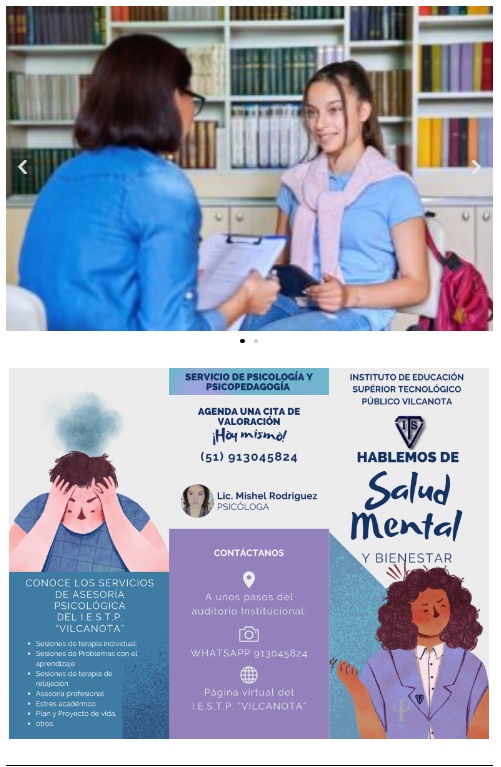 CONOCE LOS SERVICIOS
DE ASESORÍA
PSICOLÓGICA
DEL I.E.S.T.P.
"VILCANOTA"
Sesiones de terapia individual.
Sesiones de Problemas con el
aprendizaje
Sesiones de terapia de
relajación
Asesoría profesional
Estrés académico
Plan y Proyecto de vida.
otros
SERVICIO DE PSICOLOGÍA Y
PSICOPEDAGOGÍA
AGENDA UNA CITA DE
VALORACIÓN
¡Hoy mismo!
(51) 913045824
Lic. Mishel Rodriguez
PSICÓLOGA
CONTÁCTANOS
A unos pasos del
auditorio Institucional.
WHATSAPP 913045824
Página virtual del
I.E.S.T.P. "VILCANOTA"
INSTITUTO DE EDUCACIÓN
SUPERIOR TECNOLÓGICO
PÚBLICO VILCANOTA
HABLEMOS DE
Salud
Mental
Y BIENESTAR